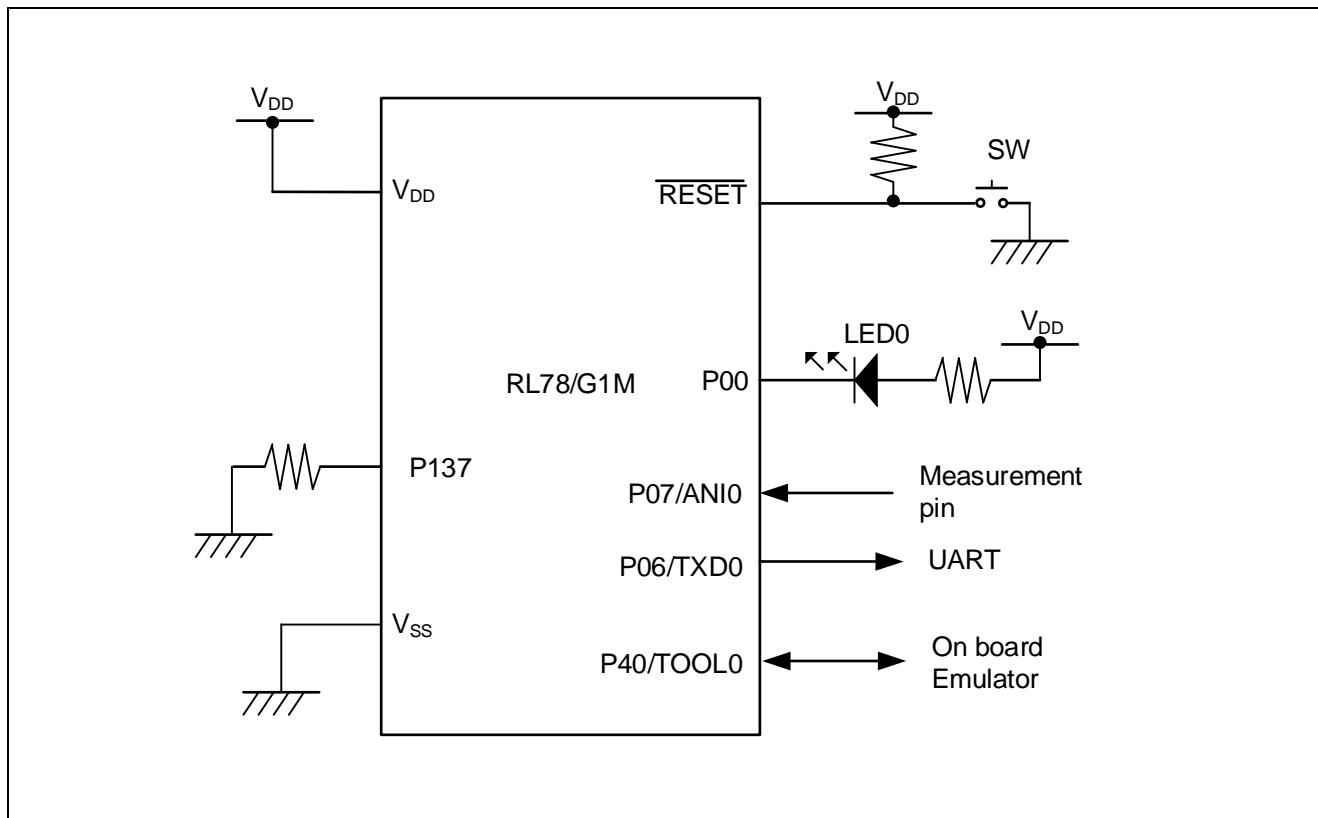 VDD
VDD
SW
VDD
RESET
LED0
VDD
RL78/G1M
P00
P137
P07/ANI0
Measurement
pin
P06/TXD0
UART
VSS
P40/TOOL0
On board
Emulator